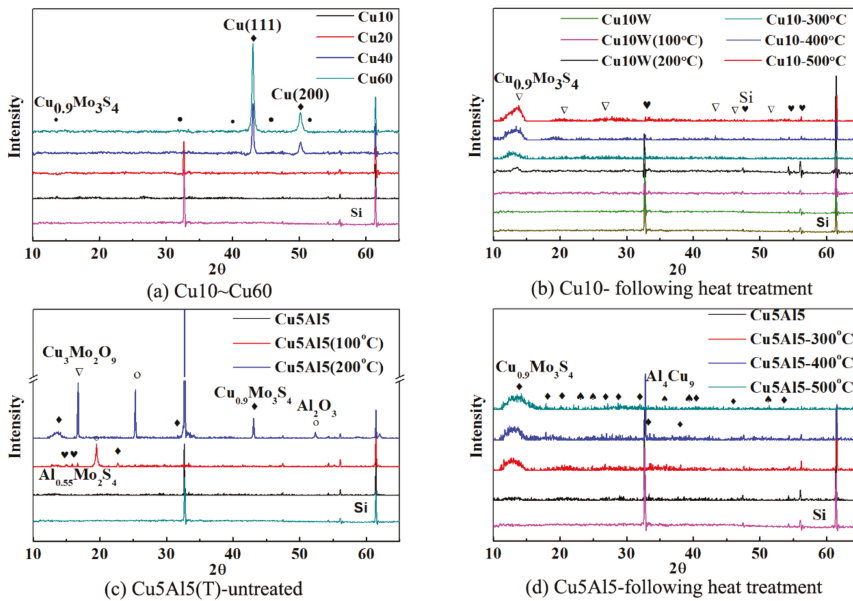 Cu(111)
Cu10
Cu20
Cu40
Cu60
Cu(200)
Cu0.9Mo3S4
Si
Intensity
10 20 30 40 50 60
2θ
(a) Cu10~Cu60
Cu10W
Cu10W(100°C)
Cu10W(200°C)
Cu10-300°C
Cu10-400°C
Cu10-500°C
Cu0.9Mo3S4
Si
Si
Intensity
10 20 30 40 50 60
2θ
(b) Cu10- following heat treatment
Cu5Al5
Cu5Al5(100°C)
Cu5Al5(200°C)
Cu3Mo2O9
Cu0.9Mo3S4
Al2O3
Al0.55Mo2S4
Si
Intensity
10 20 30 40 50 60
2θ
(c) Cu5Al5(T)-untreated
Cu5Al5
Cu5Al5-300°C
Cu5Al5-400°C
Cu5Al5-500°C
Cu0.9Mo3S4
Al4Cu9
Si
Intensity
10 20 30 40 50 60
2θ
(d) Cu5Al5-following heat treatment